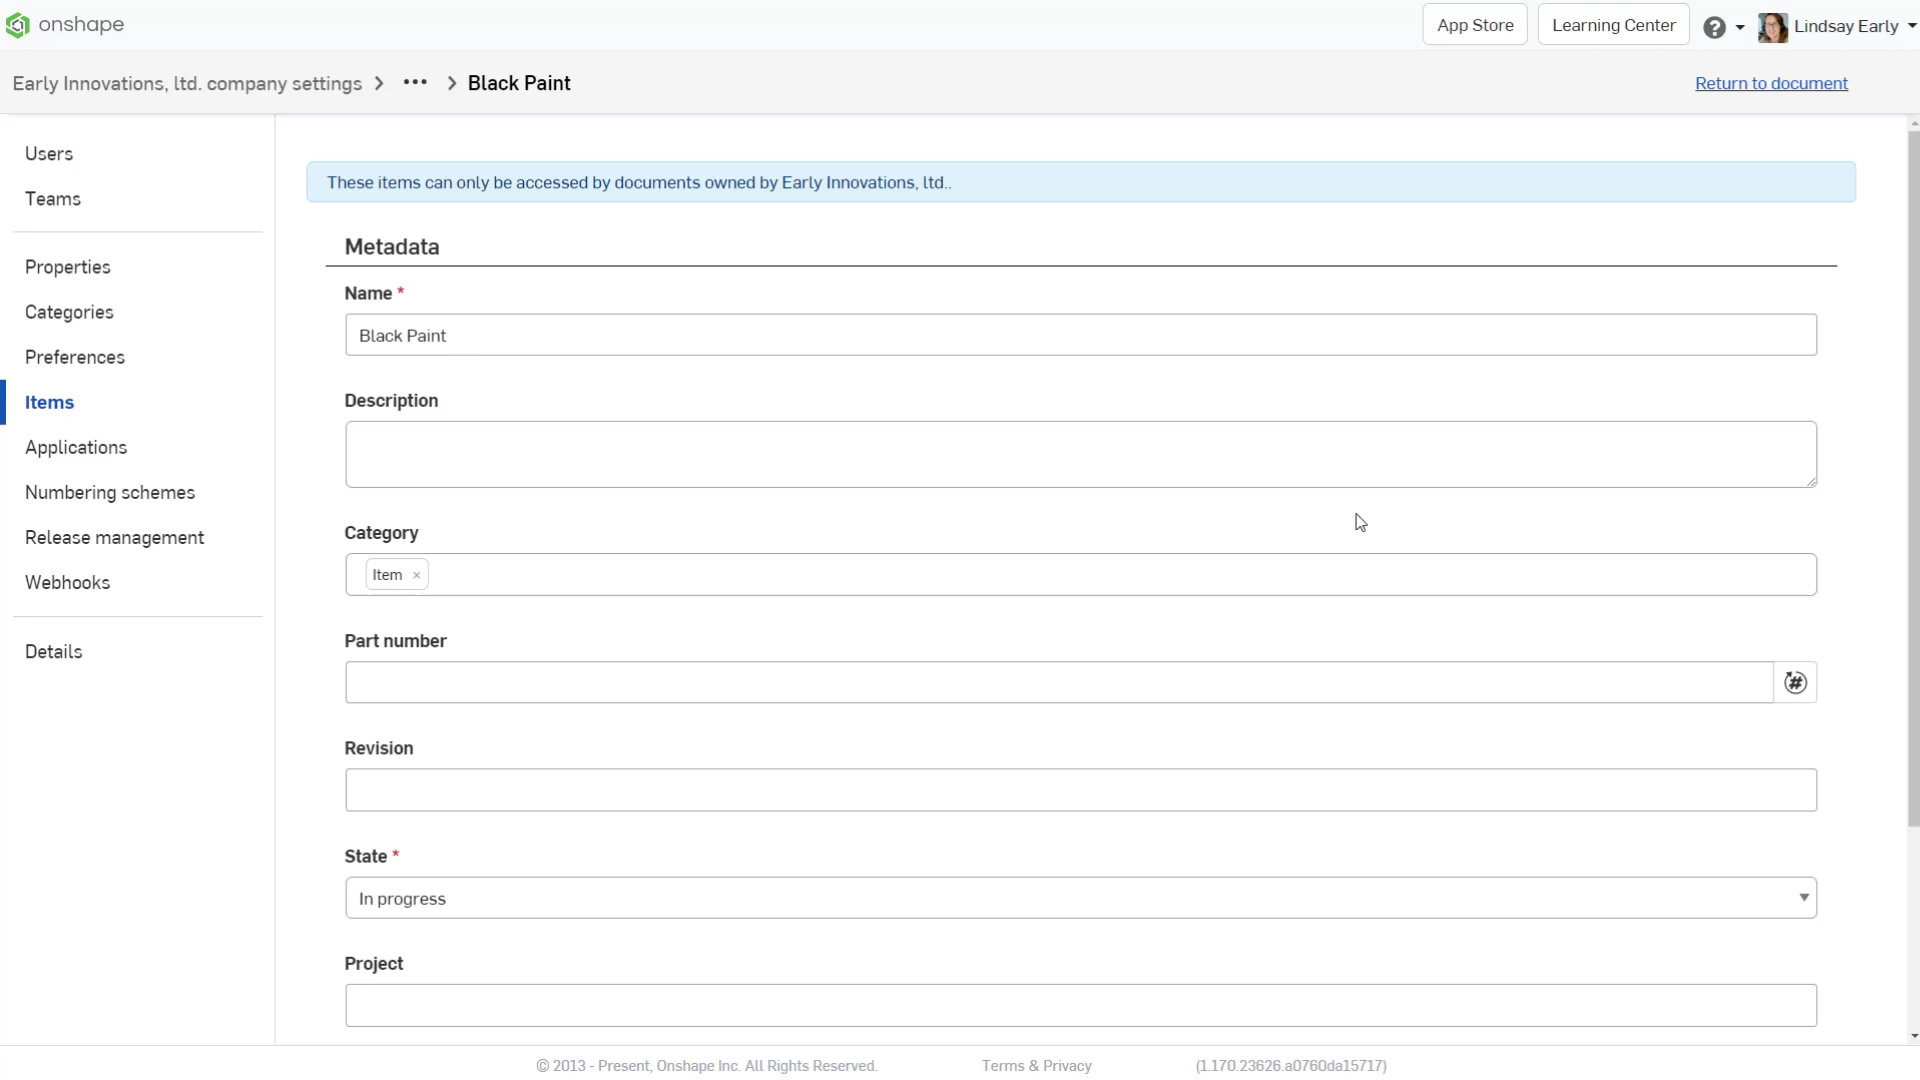 onshape
App Store
Learning Center
Lindsay Early
Early Innovations, ltd. company settings > ••• > Black Paint
Return to document
Users
Teams
Properties
Categories
Preferences
Items
Applications
Numbering schemes
Release management
Webhooks
Details
These items can only be accessed by documents owned by Early Innovations, ltd..
Metadata
Name *
Black Paint
Description
Category
Item ×
Part number
#
Revision
State *
In progress
Project
© 2013 - Present, Onshape Inc. All Rights Reserved.
Terms & Privacy
(1.170.23626.a0760da15717)